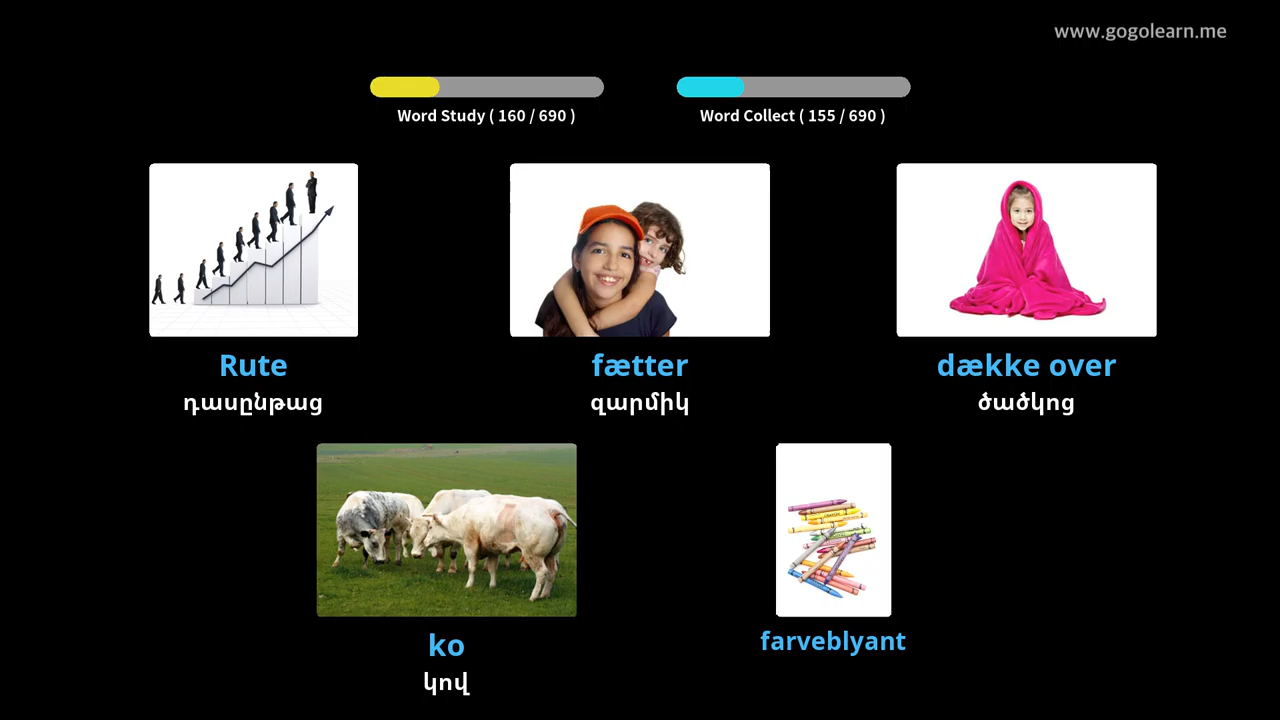 www.gogolearn.me
Word Study ( 160 / 690 )
Word Collect ( 155 / 690 )
Rute
դասընթաց
fætter
զարմիկ
dække over
ծածկոց
ko
կով
farveblyant